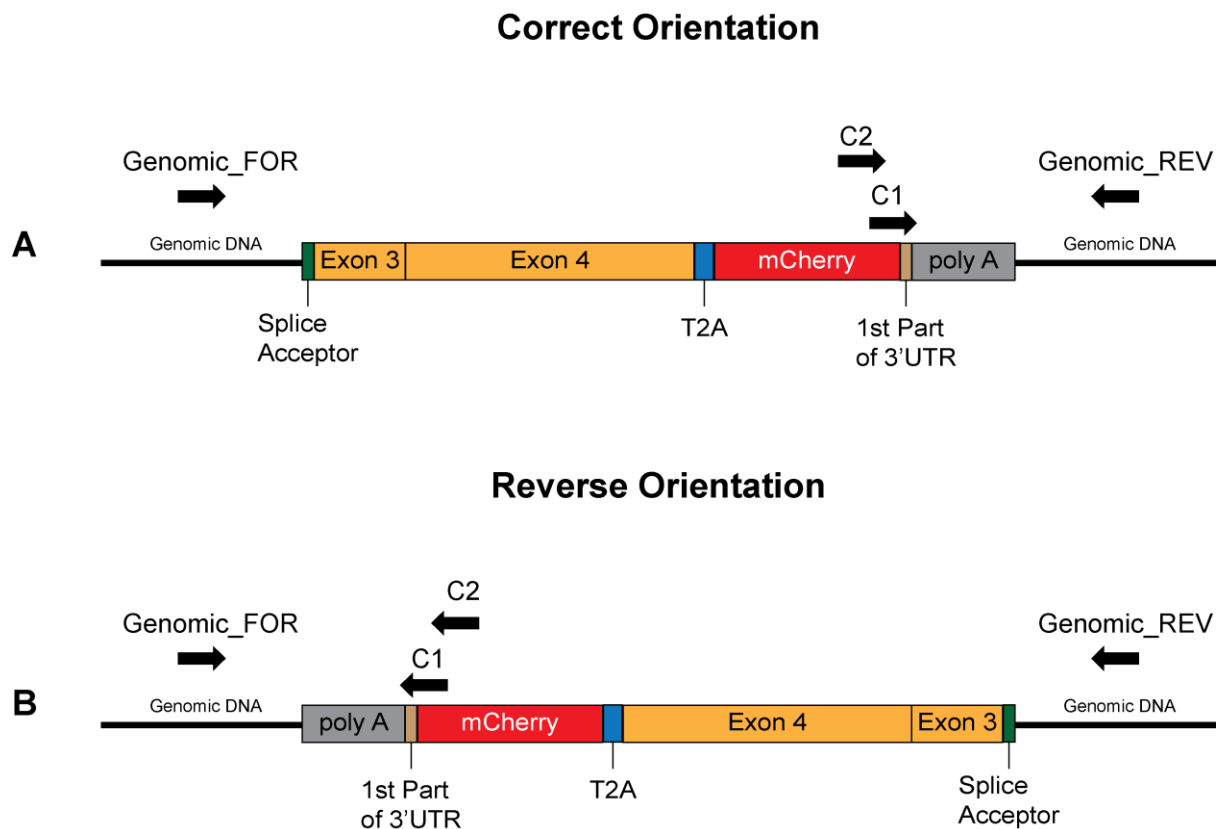 Correct Orientation
C2
Genomic_FOR
Genomic_REV
C1
Genomic DNA
Genomic DNA
A
Exon 3
Exon 4
mCherry
poly A
Splice
Acceptor
T2A
1st Part
of 3’UTR
Reverse Orientation
C2
Genomic_FOR
Genomic_REV
C1
Genomic DNA
Genomic DNA
B
poly A
mCherry
Exon 4
Exon 3
1st Part
of 3’UTR
T2A
Splice
Acceptor